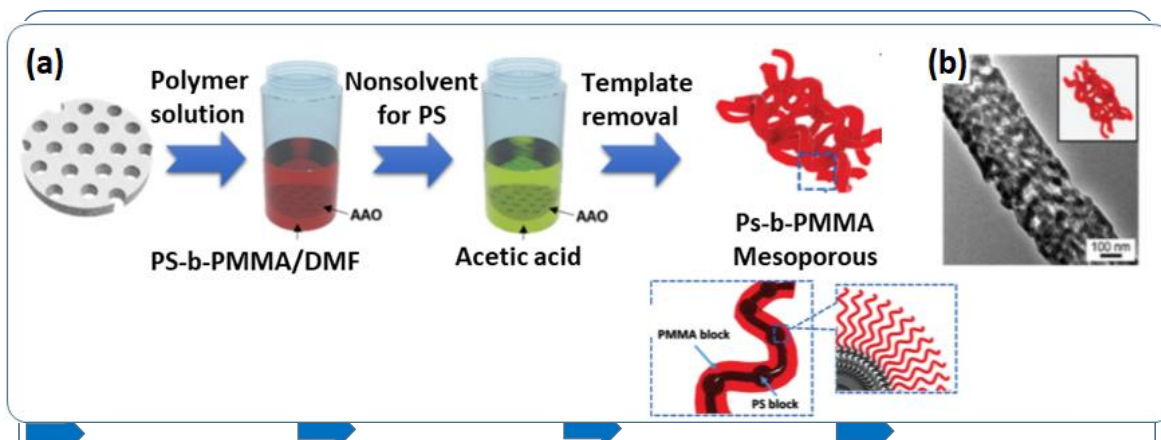 (a)
Polymer
solution
Nonsolvent
for PS
Template
removal
(b)
AAO
AAO
PS-b-PMMA/DMF
Acetic acid
Ps-b-PMMA
Mesoporous
100 nm
PMMA block
PS block